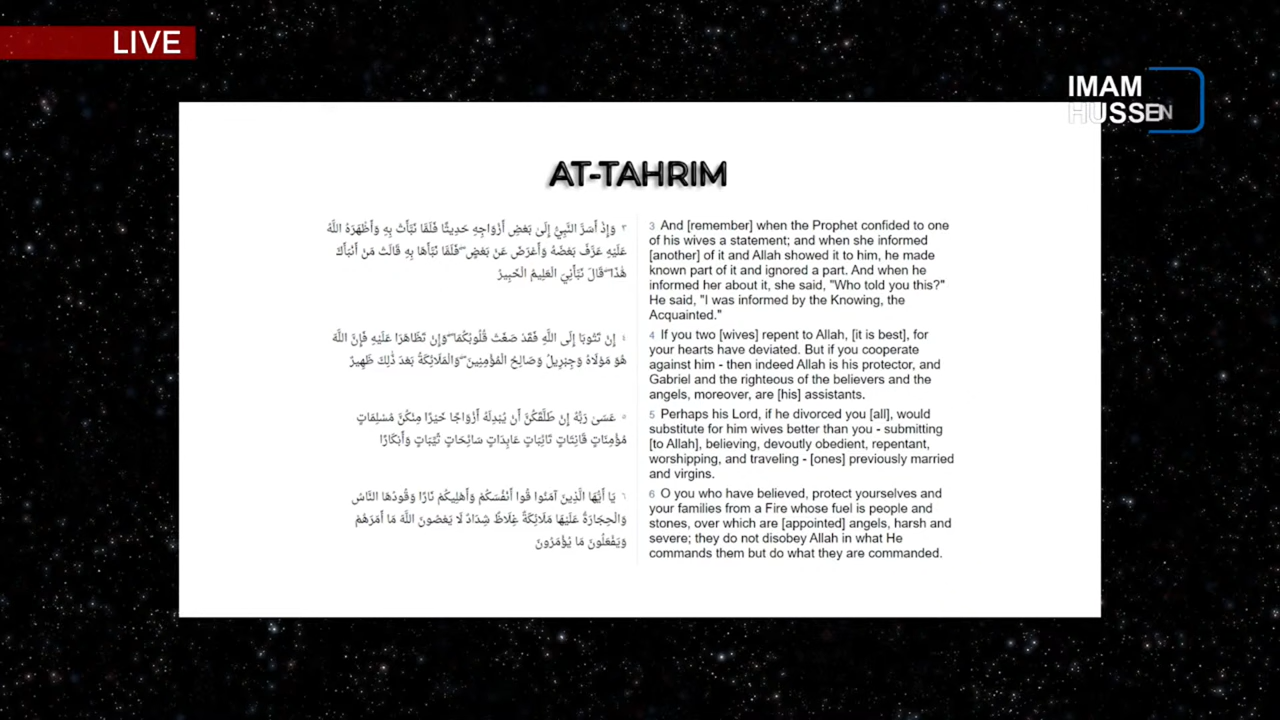 LIVE
IMAM
HUSSEIN
AT-TAHRIM
٣ وَإِذْ أَسَرَّ النَّبِيُّ إِلَىٰ بَعْضِ أَزْوَاجِهِ حَدِيثًا فَلَمَّا نَبَّأَتْ بِهِ وَأَظْهَرَهُ اللَّهُ
عَلَيْهِ عَرَّفَ بَعْضَهُ وَأَعْرَضَ عَن بَعْضٍ ۖ فَلَمَّا نَبَّأَهَا بِهِ قَالَتْ مَنْ أَنبَأَكَ
هَٰذَا ۖ قَالَ نَبَّأَنِيَ الْعَلِيمُ الْخَبِيرُ
٤ إِن تَتُوبَا إِلَى اللَّهِ فَقَدْ صَغَتْ قُلُوبُكُمَا ۖ وَإِن تَظَاهَرَا عَلَيْهِ فَإِنَّ اللَّهَ
هُوَ مَوْلَاهُ وَجِبْرِيلُ وَصَالِحُ الْمُؤْمِنِينَ ۖ وَالْمَلَائِكَةُ بَعْدَ ذَٰلِكَ ظَهِيرٌ
٥ عَسَىٰ رَبُّهُ إِن طَلَّقَكُنَّ أَن يُبْدِلَهُ أَزْوَاجًا خَيْرًا مِّنكُنَّ مُسْلِمَاتٍ
مُّؤْمِنَاتٍ قَانِتَاتٍ تَائِبَاتٍ عَابِدَاتٍ سَائِحَاتٍ ثَيِّبَاتٍ وَأَبْكَارًا
٦ يَا أَيُّهَا الَّذِينَ آمَنُوا قُوا أَنفُسَكُمْ وَأَهْلِيكُمْ نَارًا وَقُودُهَا النَّاسُ
وَالْحِجَارَةُ عَلَيْهَا مَلَائِكَةٌ غِلَاظٌ شِدَادٌ لَّا يَعْصُونَ اللَّهَ مَا أَمَرَهُمْ
وَيَفْعَلُونَ مَا يُؤْمَرُونَ
3 And [remember] when the Prophet confided to one
of his wives a statement; and when she informed
[another] of it and Allah showed it to him, he made
known part of it and ignored a part. And when he
informed her about it, she said, "Who told you this?"
He said, "I was informed by the Knowing, the
Acquainted."
4 If you two [wives] repent to Allah, [it is best], for
your hearts have deviated. But if you cooperate
against him - then indeed Allah is his protector, and
Gabriel and the righteous of the believers and the
angels, moreover, are [his] assistants.
5 Perhaps his Lord, if he divorced you [all], would
substitute for him wives better than you - submitting
[to Allah], believing, devoutly obedient, repentant,
worshipping, and traveling - [ones] previously married
and virgins.
6 O you who have believed, protect yourselves and
your families from a Fire whose fuel is people and
stones, over which are [appointed] angels, harsh and
severe; they do not disobey Allah in what He
commands them but do what they are commanded.